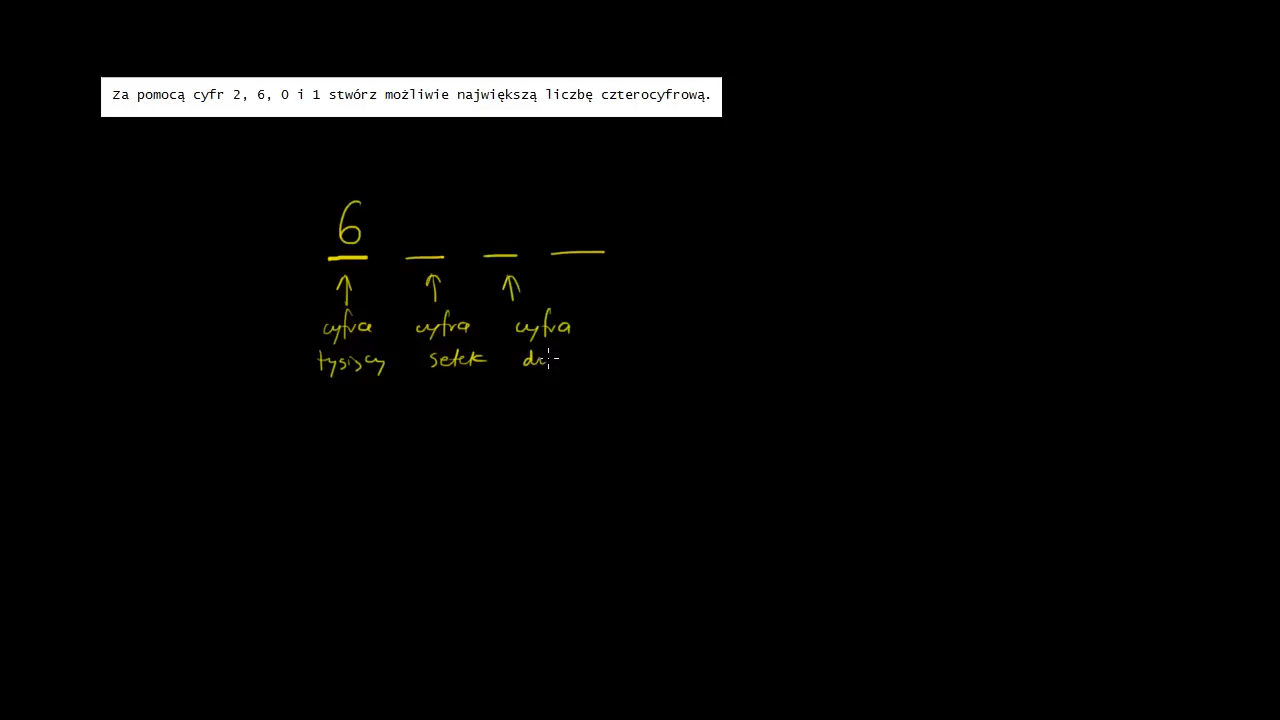 Za pomocą cyfr 2, 6, 0 i 1 stwórz możliwie największą liczbę czterocyfrową.
6
cyfra cyfra cyfra
tysięcy setek